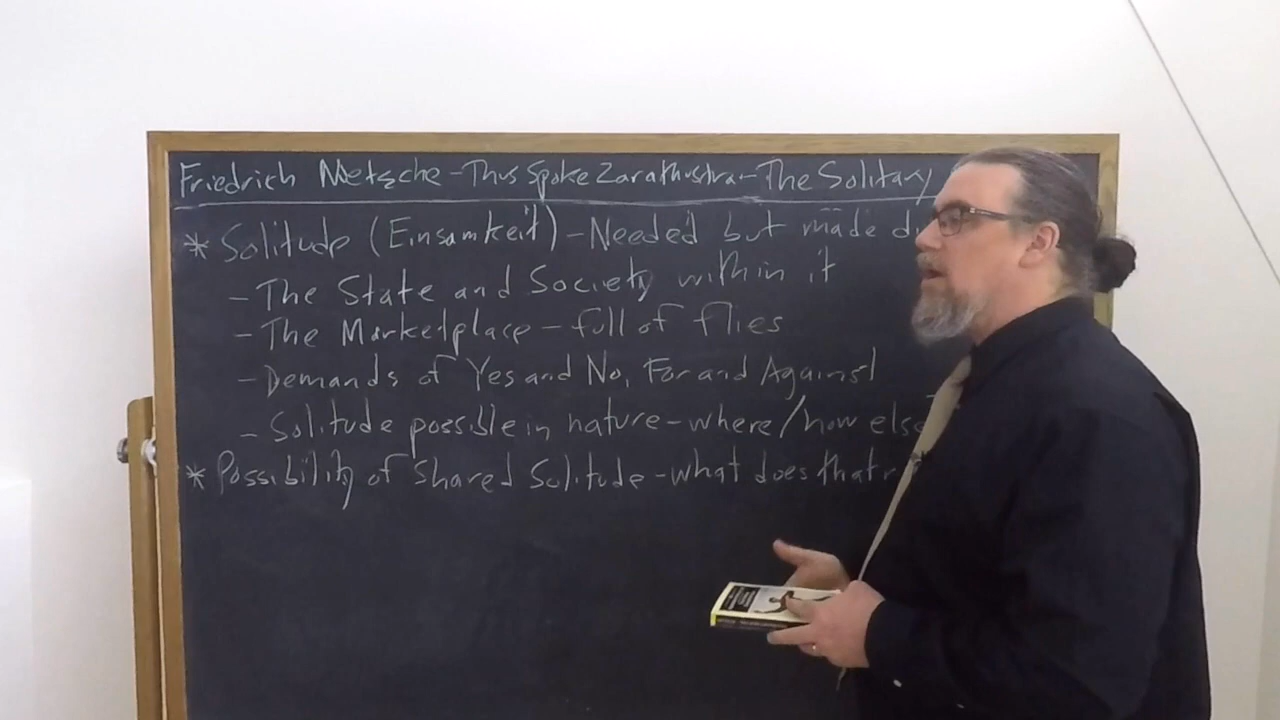 Friedrich Nietzsche - Thus Spoke Zarathustra - The Solitary
* Solitude (Einsamkeit) - Needed but made
- The State and Society within it
- The Marketplace - full of flies
- Demands of Yes and No, For and Against
- Solitude possible in nature - where/how else
* Possibility of Shared Solitude - what does that